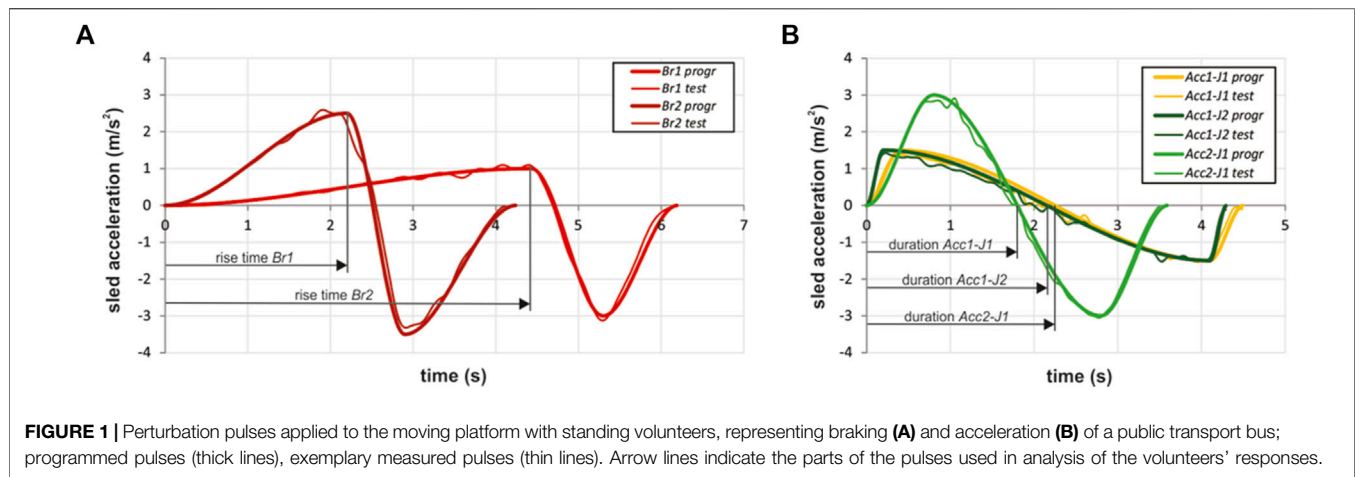 A
4
3
2
1
0
-1
-2
-3
-4
sled acceleration (m/s²)
Br1 progr
Br1 test
Br2 progr
Br2 test
rise time Br1
rise time Br2
0 1 2 3 4 5 6 7
time (s)
B
4
3
2
1
0
-1
-2
-3
-4
sled acceleration (m/s²)
Acc1-J1 progr
Acc1-J1 test
Acc1-J2 progr
Acc1-J2 test
Acc2-J1 progr
Acc2-J1 test
duration Acc1-J1
duration Acc1-J2
duration Acc2-J1
0 1 2 3 4 5
time (s)
FIGURE 1 | Perturbation pulses applied to the moving platform with standing volunteers, representing braking (A) and acceleration (B) of a public transport bus;
programmed pulses (thick lines), exemplary measured pulses (thin lines). Arrow lines indicate the parts of the pulses used in analysis of the volunteers' responses.